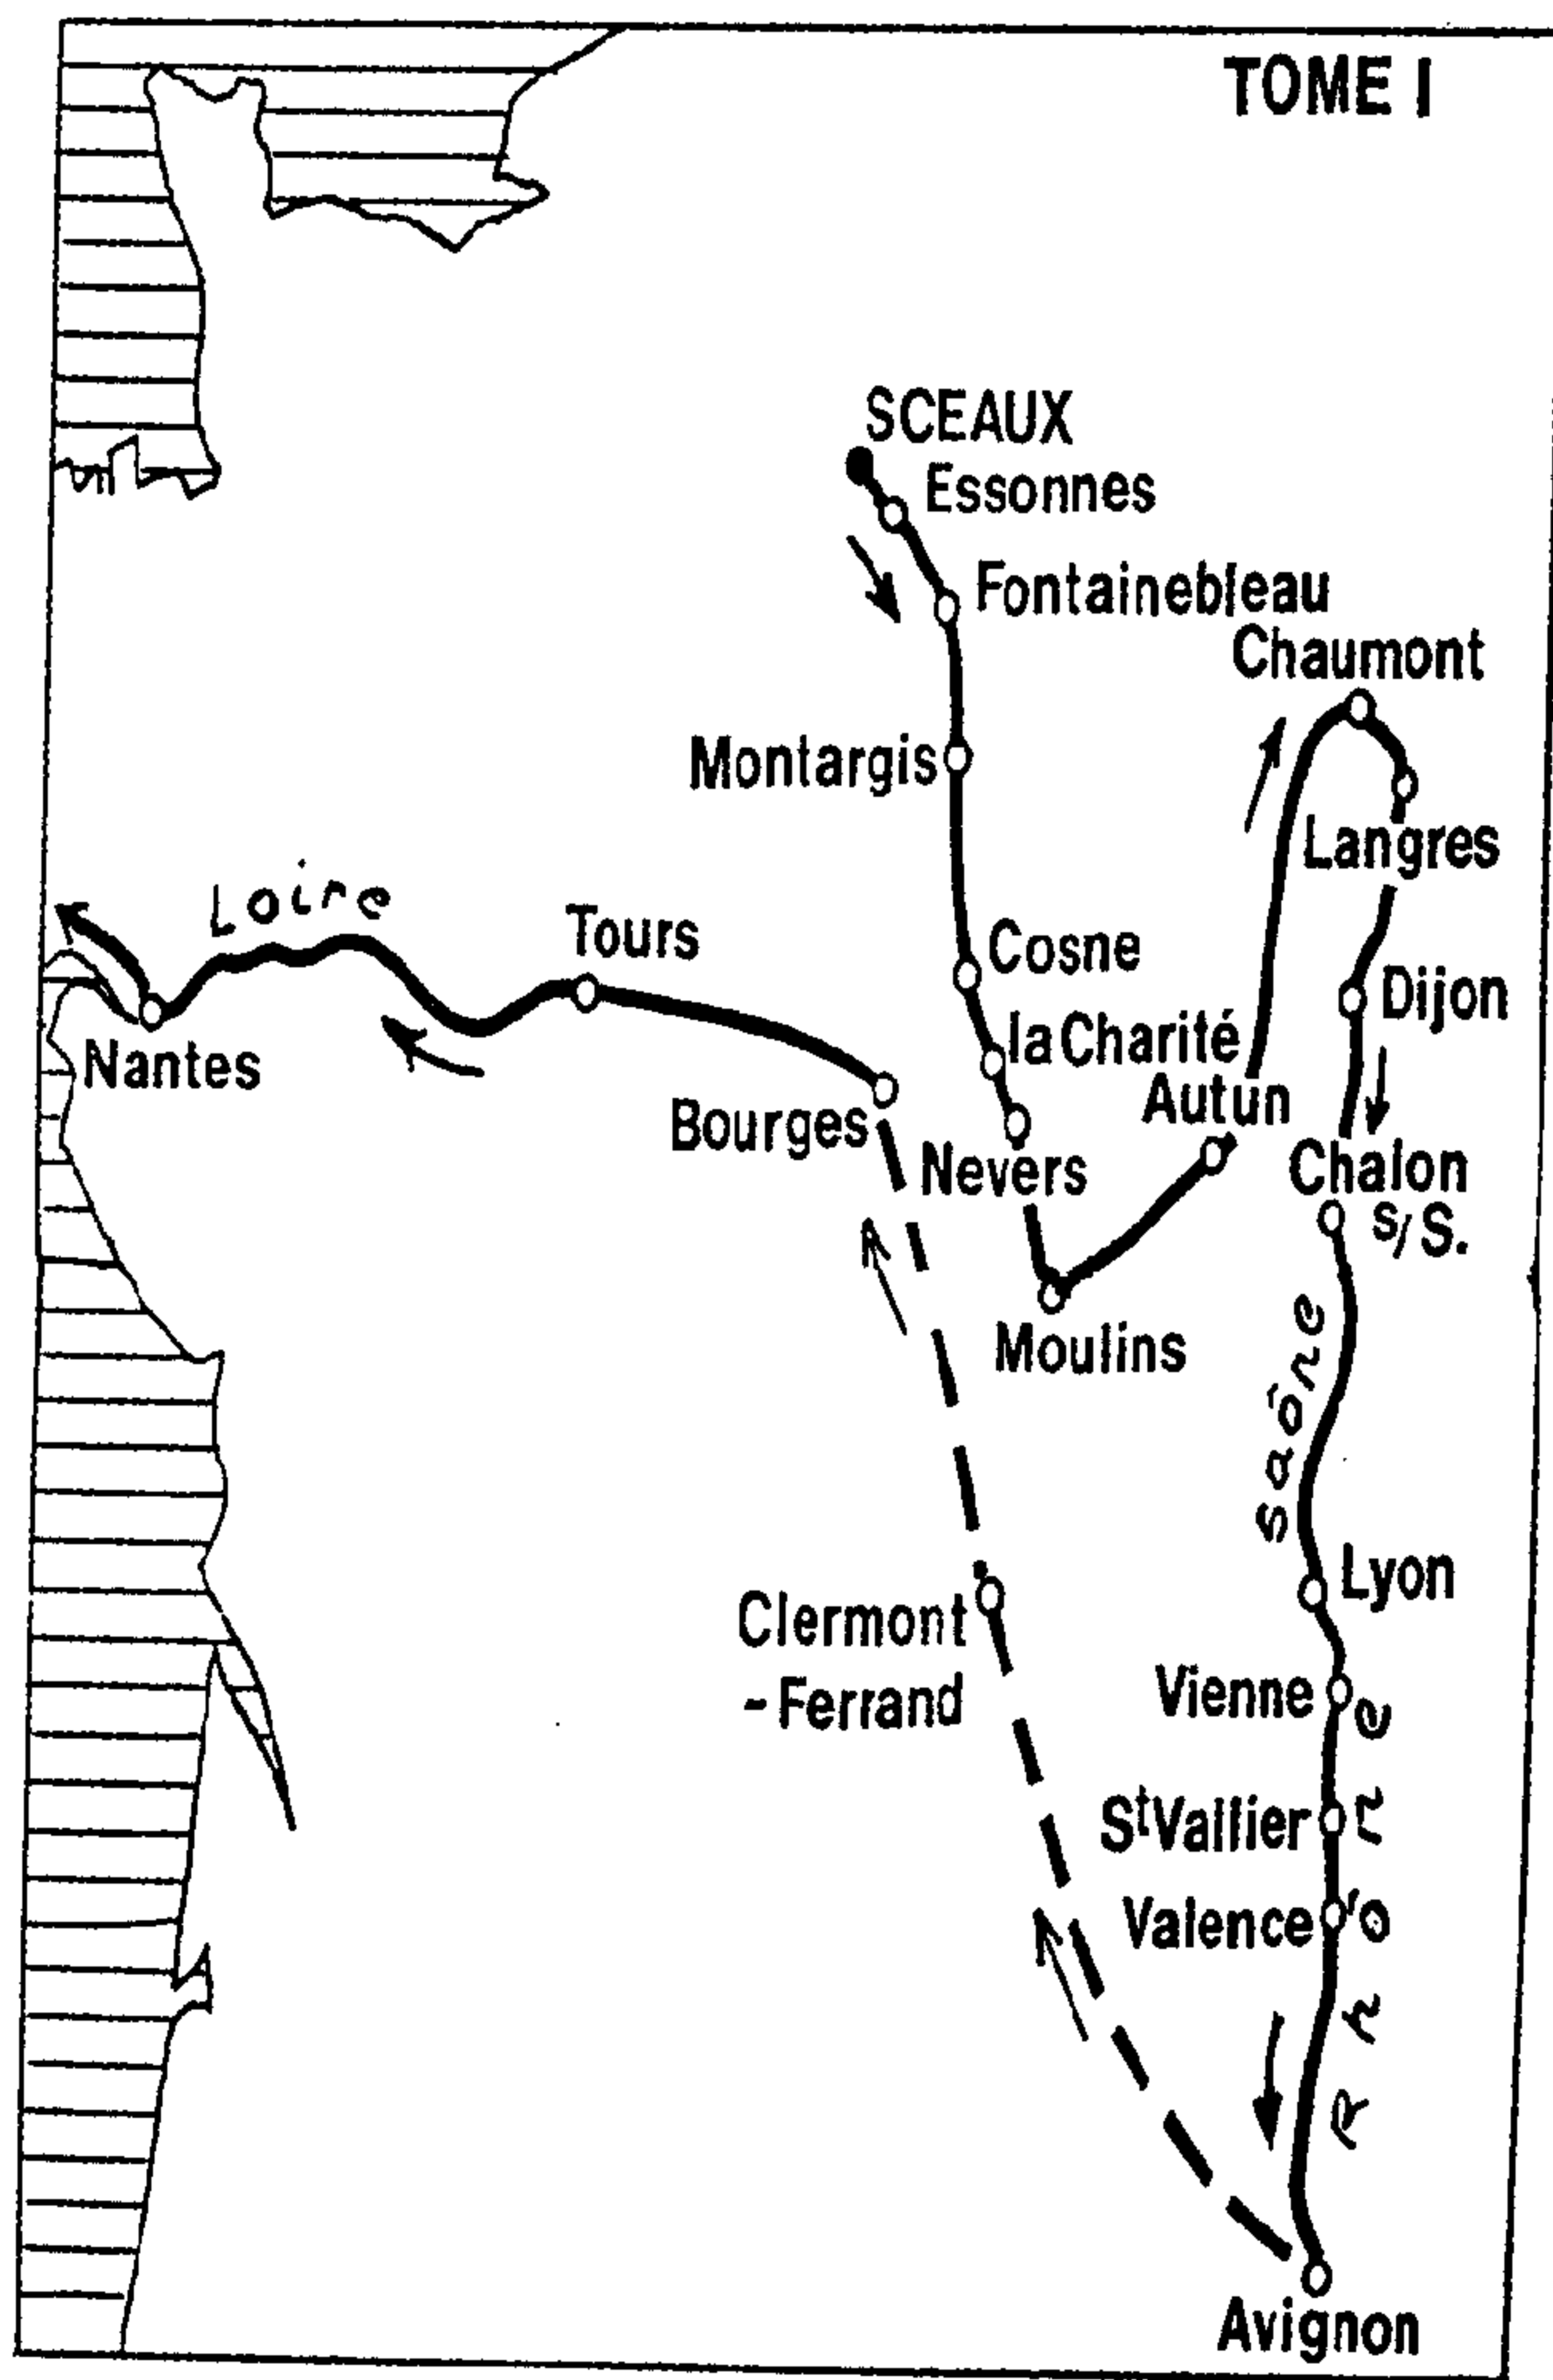 TOME I
SCEAUX
Essonnes
Fontainebleau
Chaumont
Montargis
Langres
Loire
Tours
Cosne
Dijon
la Charité
Nantes
Autun
Bourges
Nevers
Chalon
s/S.
Moulins
Saône
Lyon
Clermont
-Ferrand
Vienne
St Vallier
Valence
Rhône
Avignon